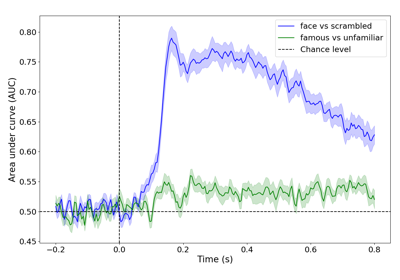 face vs scrambled
famous vs unfamiliar
Chance level
Area under curve (AUC)
0.80
0.75
0.70
0.65
0.60
0.55
0.50
0.45
−0.2
0.0
0.2
0.4
0.6
0.8
Time (s)